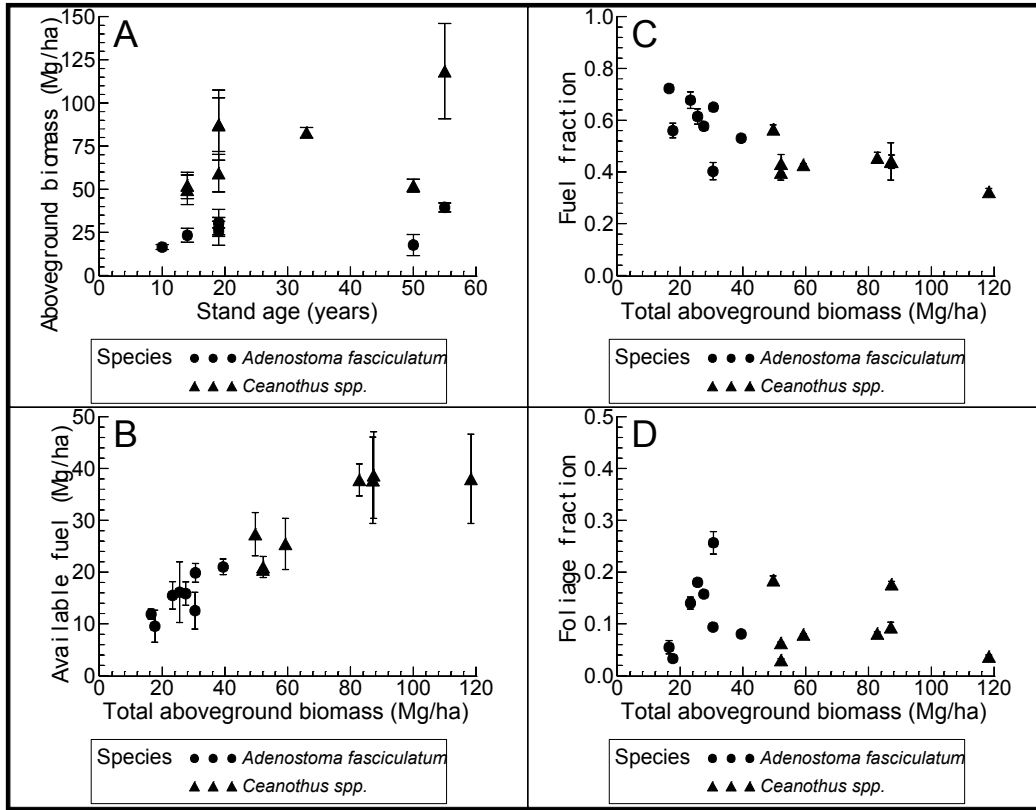 A
Aboveground biomass (Mg/ha)
150
125
100
75
50
25
0
0 10 20 30 40 50 60
Stand age (years)
Species
Adenostoma fasciculatum
Ceanothus spp.
C
Fuel fraction
1.0
0.8
0.6
0.4
0.2
0.0
0 20 40 60 80 100 120
Total aboveground biomass (Mg/ha)
Species
Adenostoma fasciculatum
Ceanothus spp.
B
Available fuel (Mg/ha)
50
40
30
20
10
0
0 20 40 60 80 100 120
Total aboveground biomass (Mg/ha)
Species
Adenostoma fasciculatum
Ceanothus spp.
D
Foliage fraction
0.5
0.4
0.3
0.2
0.1
0.0
0 20 40 60 80 100 120
Total aboveground biomass (Mg/ha)
Species
Adenostoma fasciculatum
Ceanothus spp.